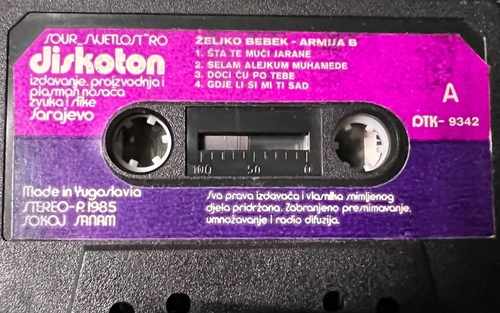 SOUR "SVJETLOST" RO
diskoton
izdavanje, proizvodnja i
plasman nosača
zvuka i slike
Sarajevo
ŽELJKO BEBEK - ARMIJA B
1. ŠTA TE MUČI JARANE
2. SELAM ALEJKUM MUHAMEDE
3. DOCI ĆU PO TEBE
4. GDJE LI SI MI TI SAD
A
DTK- 9342
100 50 0
Made in Yugoslavia
STEREO-P. 1985
SOKOJ SANAM
Sva prava izdavača i vlasnika snimljenog
djela pridržana. Zabranjeno presnimavanje,
umnožavanje i radio difuzija.